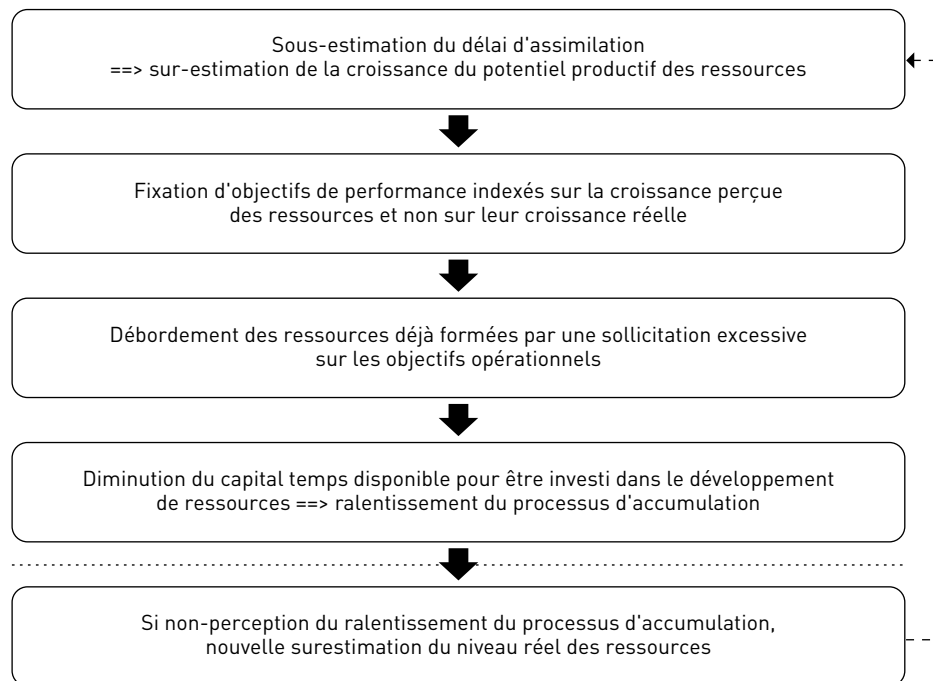 Sous-estimation du délai d'assimilation
==> sur-estimation de la croissance du potentiel productif des ressources
Fixation d'objectifs de performance indexés sur la croissance perçue
des ressources et non sur leur croissance réelle
Débordement des ressources déjà formées par une sollicitation excessive
sur les objectifs opérationnels
Diminution du capital temps disponible pour être investi dans le développement
de ressources ==> ralentissement du processus d'accumulation
Si non-perception du ralentissement du processus d'accumulation,
nouvelle surestimation du niveau réel des ressources